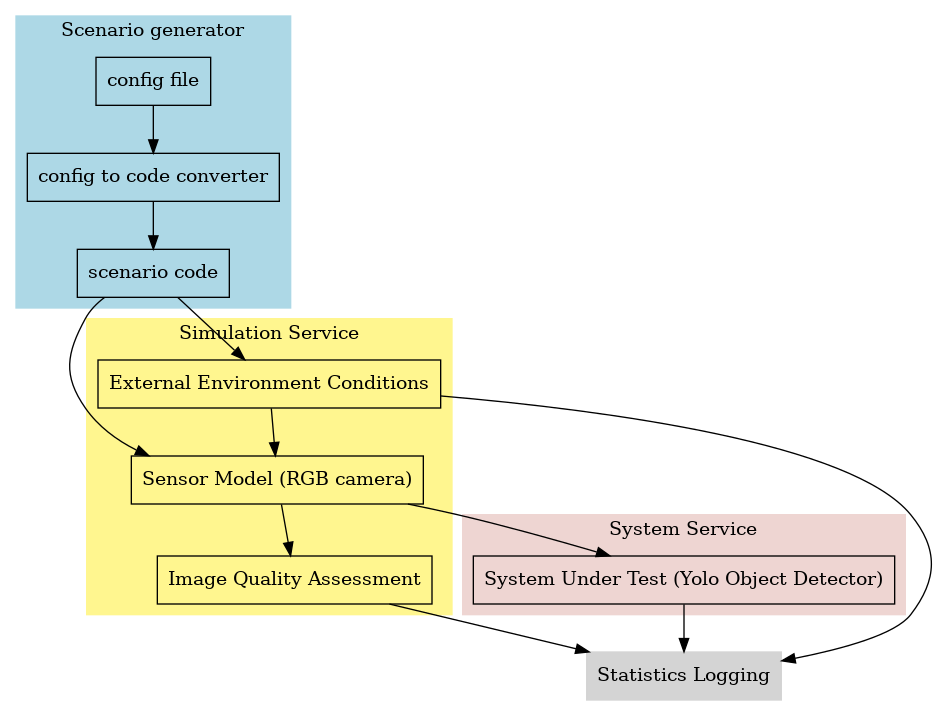 Scenario generator
config file
config to code converter
scenario code
Simulation Service
External Environment Conditions
Sensor Model (RGB camera)
System Service
Image Quality Assessment
System Under Test (Yolo Object Detector)
Statistics Logging